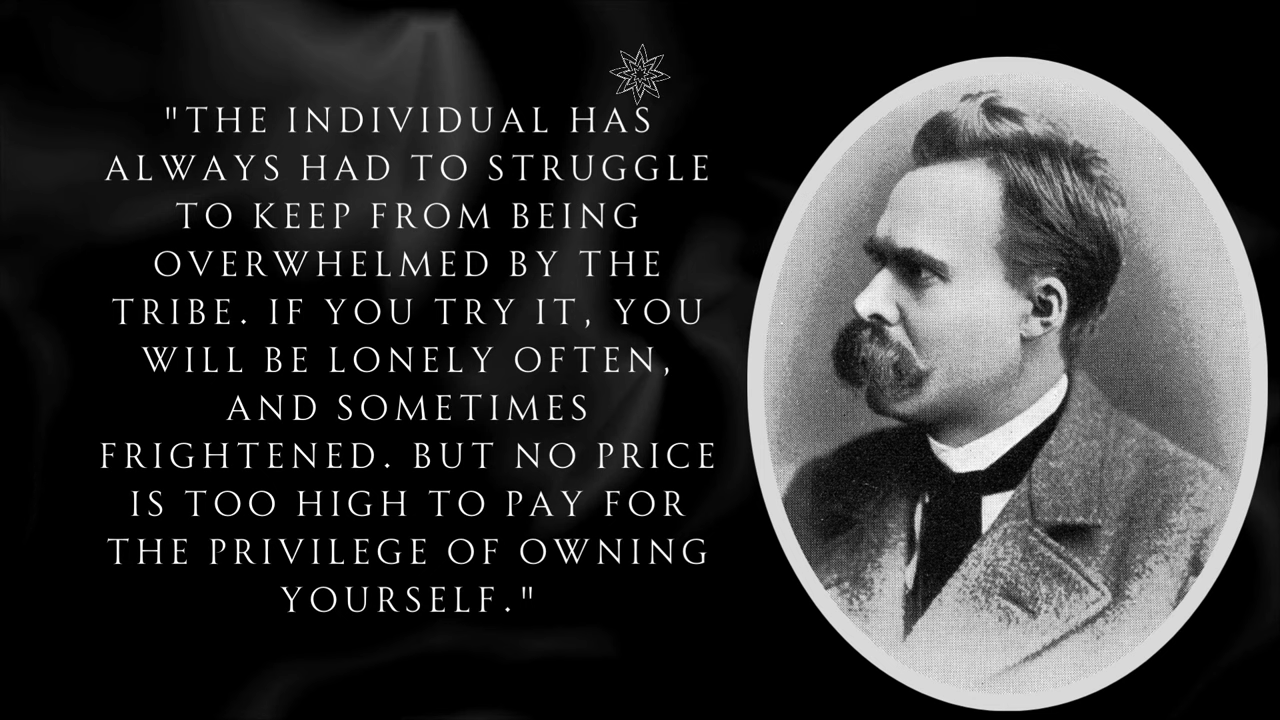 "THE INDIVIDUAL HAS
ALWAYS HAD TO STRUGGLE
TO KEEP FROM BEING
OVERWHELMED BY THE
TRIBE. IF YOU TRY IT, YOU
WILL BE LONELY OFTEN,
AND SOMETIMES
FRIGHTENED. BUT NO PRICE
IS TOO HIGH TO PAY FOR
THE PRIVILEGE OF OWNING
YOURSELF."